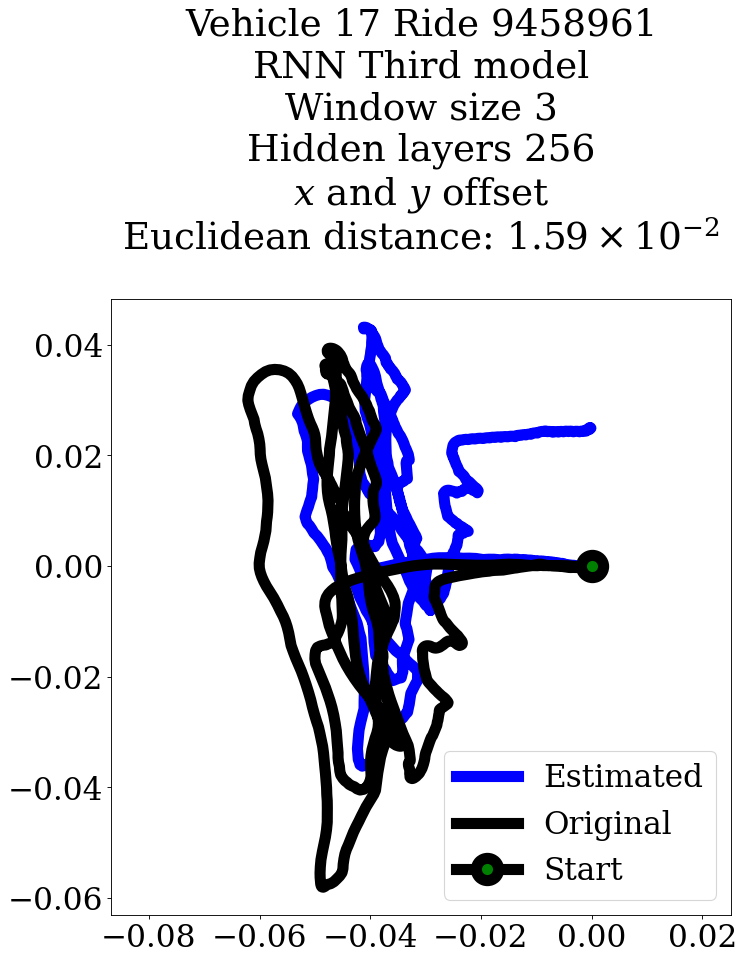 Vehicle 17 Ride 9458961
RNN Third model
Window size 3
Hidden layers 256
x and y offset
Euclidean distance: 1.59 × 10⁻²
0.04
0.02
0.00
−0.02
−0.04
−0.06
Estimated
Original
Start
−0.08 −0.06 −0.04 −0.02 0.00 0.02